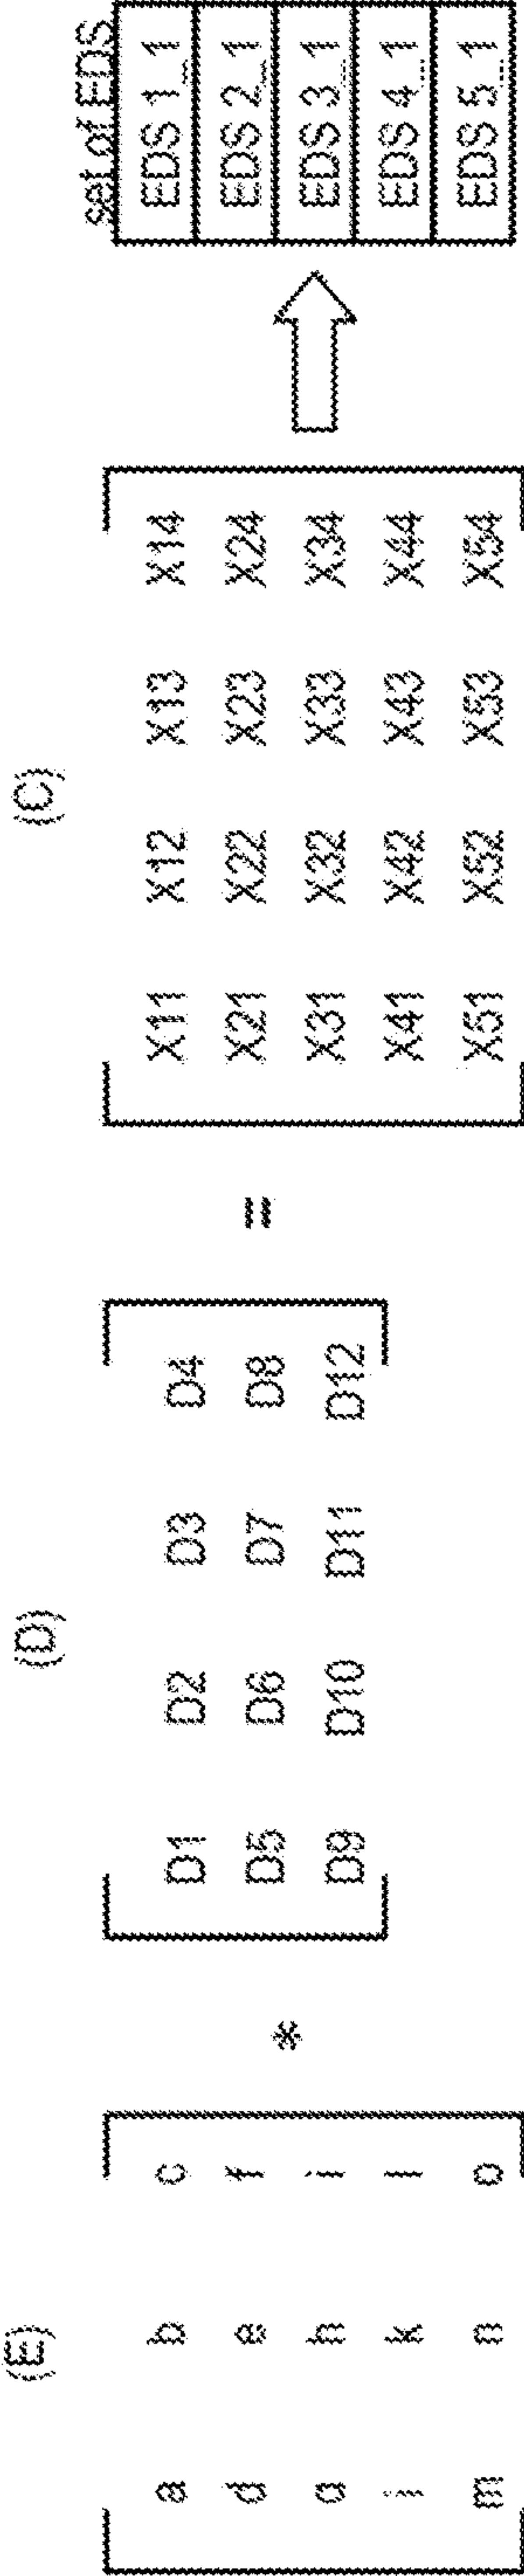 (E) (D) (C)
set of EDS
a b c D1 D2 D3 D4 X11 X12 X13 X14 EDS 1_1
d e f * D5 D6 D7 D8 = X21 X22 X23 X24 EDS 2_1
g h i D9 D10 D11 D12 X31 X32 X33 X34 EDS 3_1
j k l X41 X42 X43 X44 EDS 4_1
m n o X51 X52 X53 X54 EDS 5_1